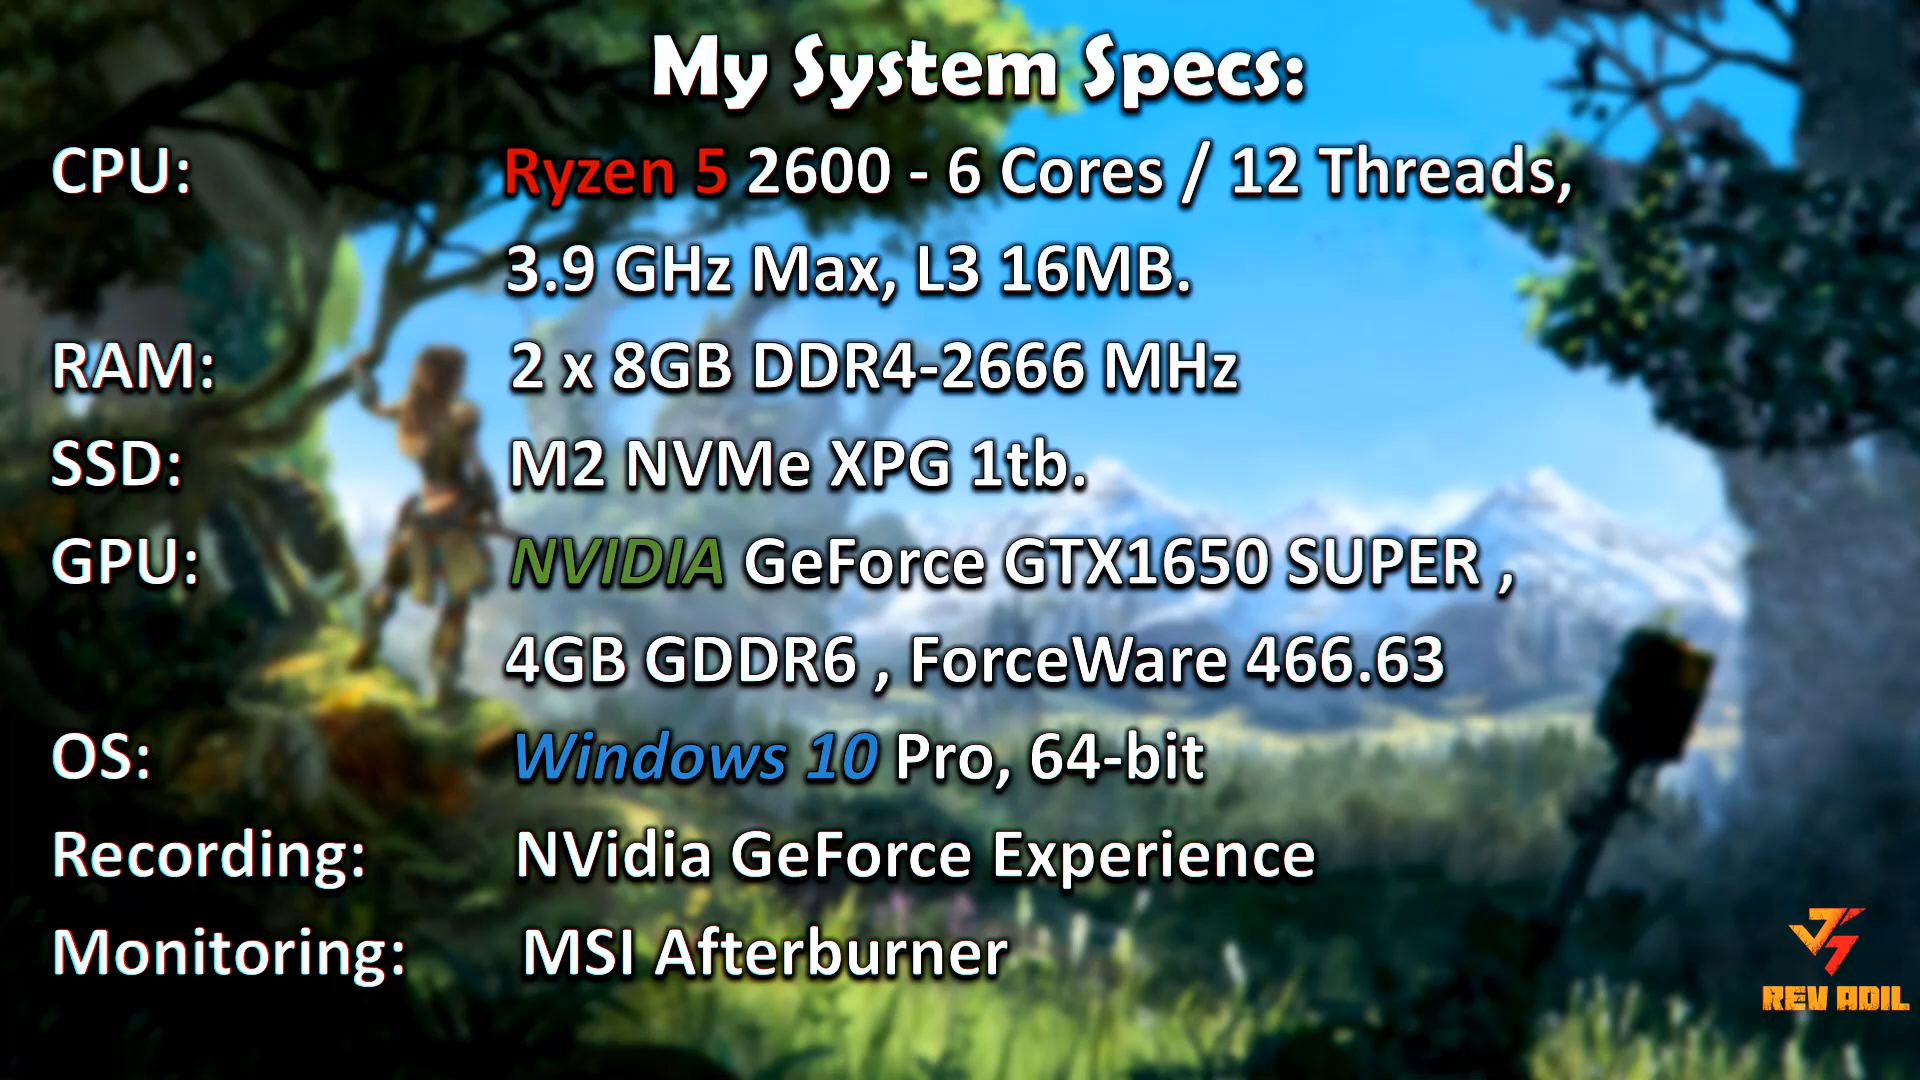 My System Specs:
CPU: Ryzen 5 2600 - 6 Cores / 12 Threads,
3.9 GHz Max, L3 16MB.
RAM: 2 x 8GB DDR4-2666 MHz
SSD: M2 NVMe XPG 1tb.
GPU: NVIDIA GeForce GTX1650 SUPER ,
4GB GDDR6 , ForceWare 466.63
OS: Windows 10 Pro, 64-bit
Recording: NVidia GeForce Experience
Monitoring: MSI Afterburner
REV ADIL